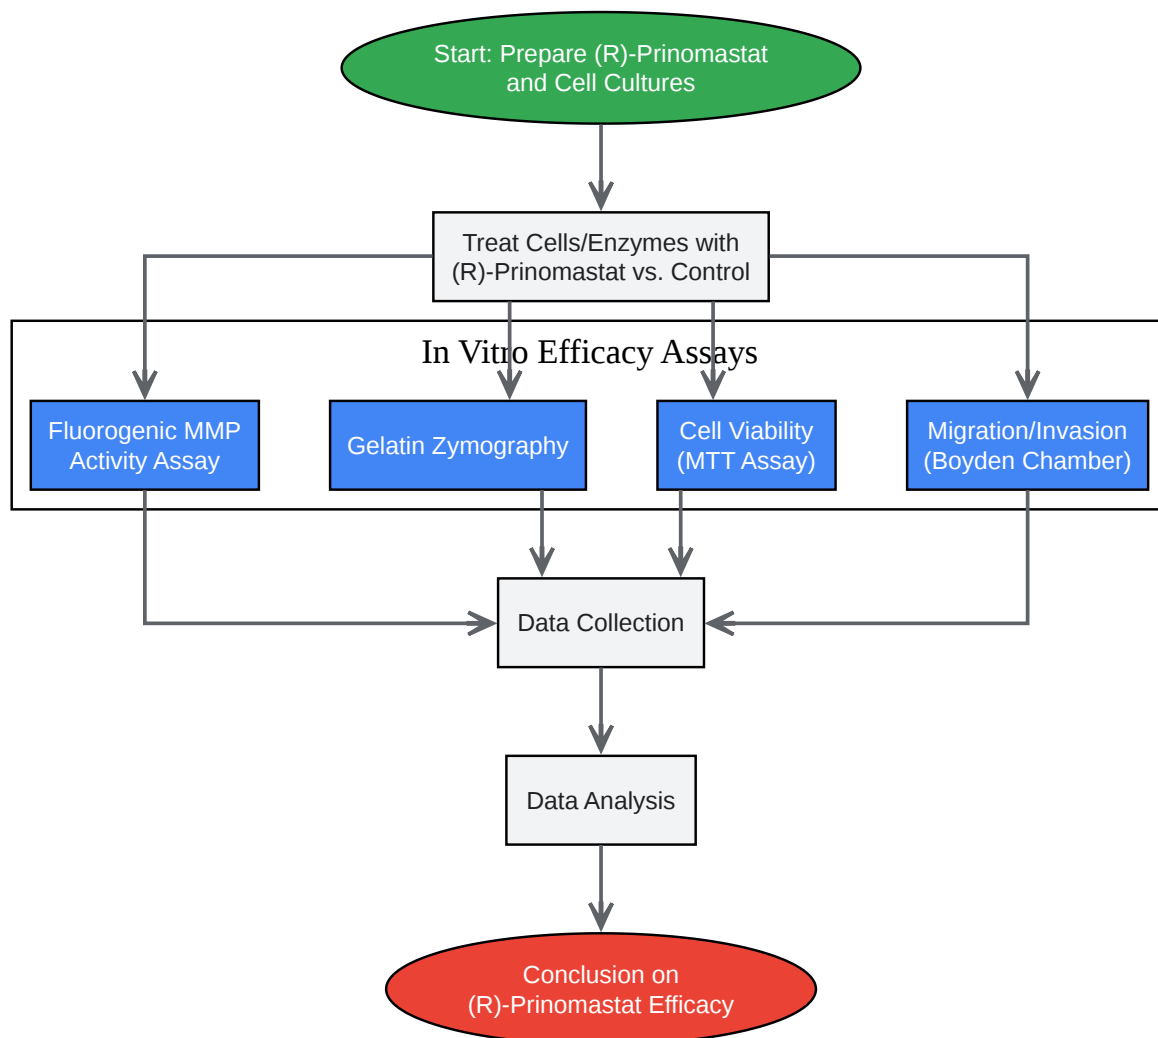 Start: Prepare (R)-Prinomastat
and Cell Cultures
Treat Cells/Enzymes with
(R)-Prinomastat vs. Control
In Vitro Efficacy Assays
Fluorogenic MMP
Activity Assay
Gelatin Zymography
Cell Viability
(MTT Assay)
Migration/Invasion
(Boyden Chamber)
Data Collection
Data Analysis
Conclusion on
(R)-Prinomastat Efficacy